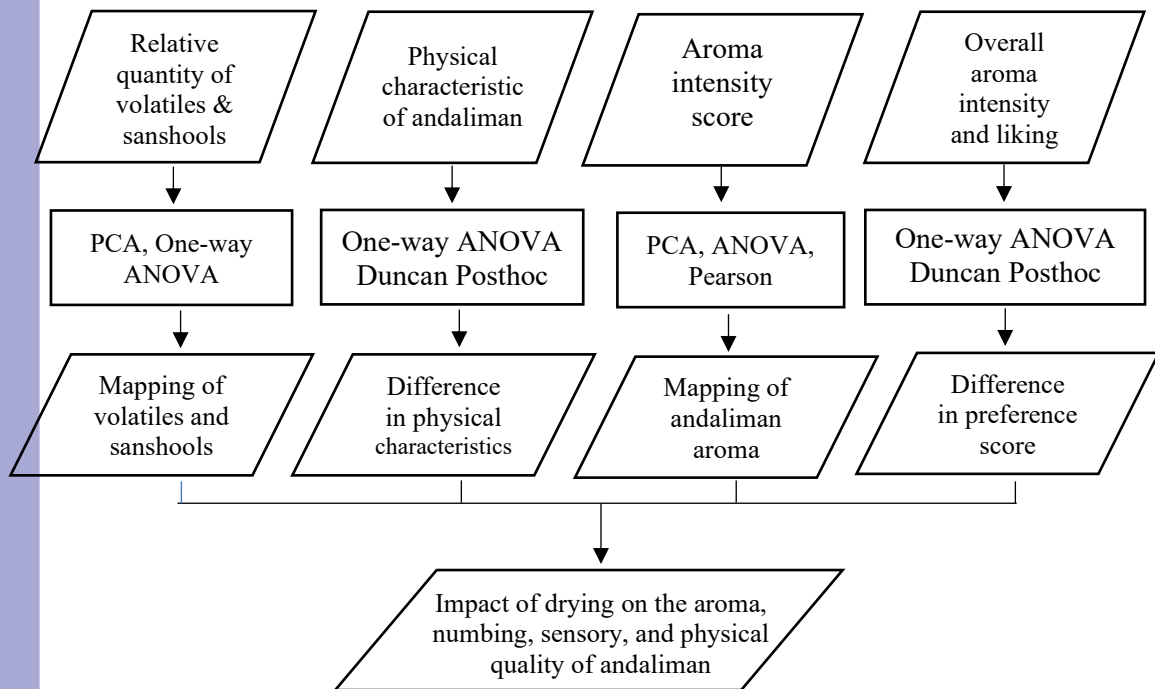 Relative
quantity of
volatiles &
sanshools
Physical
characteristic
of andaliman
Aroma
intensity
score
Overall
aroma
intensity
and liking
PCA, One-way
ANOVA
One-way ANOVA
Duncan Posthoc
PCA, ANOVA,
Pearson
One-way ANOVA
Duncan Posthoc
Mapping of
volatiles and
sanshools
Difference
in physical
characteristics
Mapping of
andaliman
aroma
Difference
in preference
score
Impact of drying on the aroma,
numbing, sensory, and physical
quality of andaliman